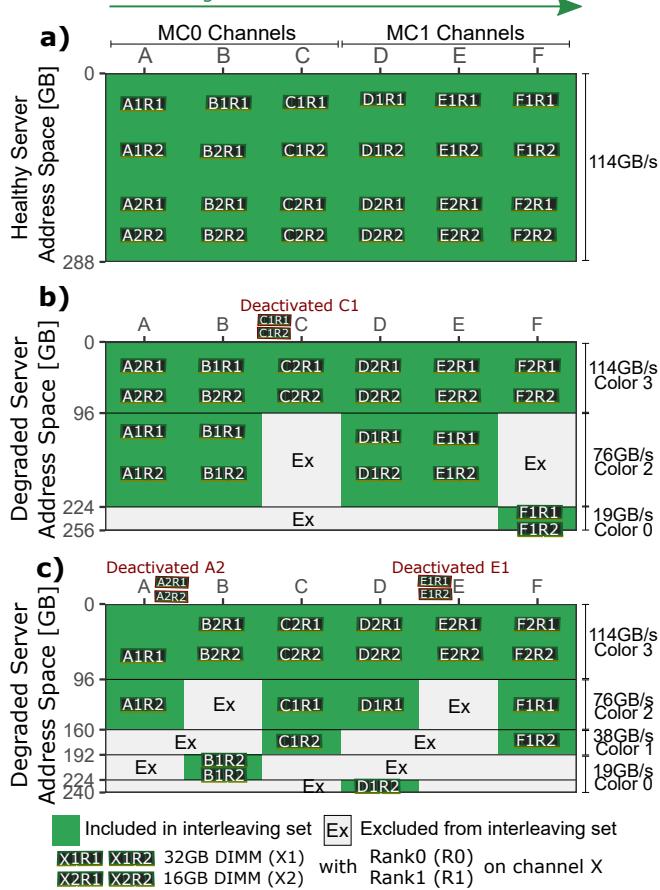 a)
MC0 Channels MC1 Channels
A B C D E F
0
A1R1 B1R1 C1R1 D1R1 E1R1 F1R1
A1R2 B2R1 C1R2 D1R2 E1R2 F1R2
A2R1 B2R1 C2R1 D2R1 E2R1 F2R1
A2R2 B2R2 C2R2 D2R2 E2R2 F2R2
288
Healthy Server
Address Space [GB]
114GB/s
b)
Deactivated C1
C1R1
C1R2
A B C D E F
0
A2R1 B1R1 C2R1 D2R1 E2R1 F2R1
A2R2 B2R2 C2R2 D2R2 E2R2 F2R2
96
A1R1 B1R1 D1R1 E1R1
Ex Ex
A1R2 B1R2 D1R2 E1R2
224
Ex F1R1
256 F1R2
Degraded Server
Address Space [GB]
114GB/s
Color 3
76GB/s
Color 2
19GB/s
Color 0
c)
Deactivated A2 Deactivated E1
A2R1 E1R1
A2R2 E1R2
A B C D E F
0
B2R1 C2R1 D2R1 E2R1 F2R1
A1R1 B2R2 C2R2 D2R2 E2R2 F2R2
96
A1R2 Ex C1R1 D1R1 Ex F1R1
160
Ex C1R2 Ex F1R2
192
Ex B1R2 Ex
B1R2
224
Ex D1R2
240
Degraded Server
Address Space [GB]
114GB/s
Color 3
76GB/s
Color 2
38GB/s
Color 1
19GB/s
Color 0
Included in interleaving set Ex Excluded from interleaving set
X1R1 X1R2 32GB DIMM (X1) with Rank0 (R0) on channel X
X2R1 X2R2 16GB DIMM (X2) Rank1 (R1)